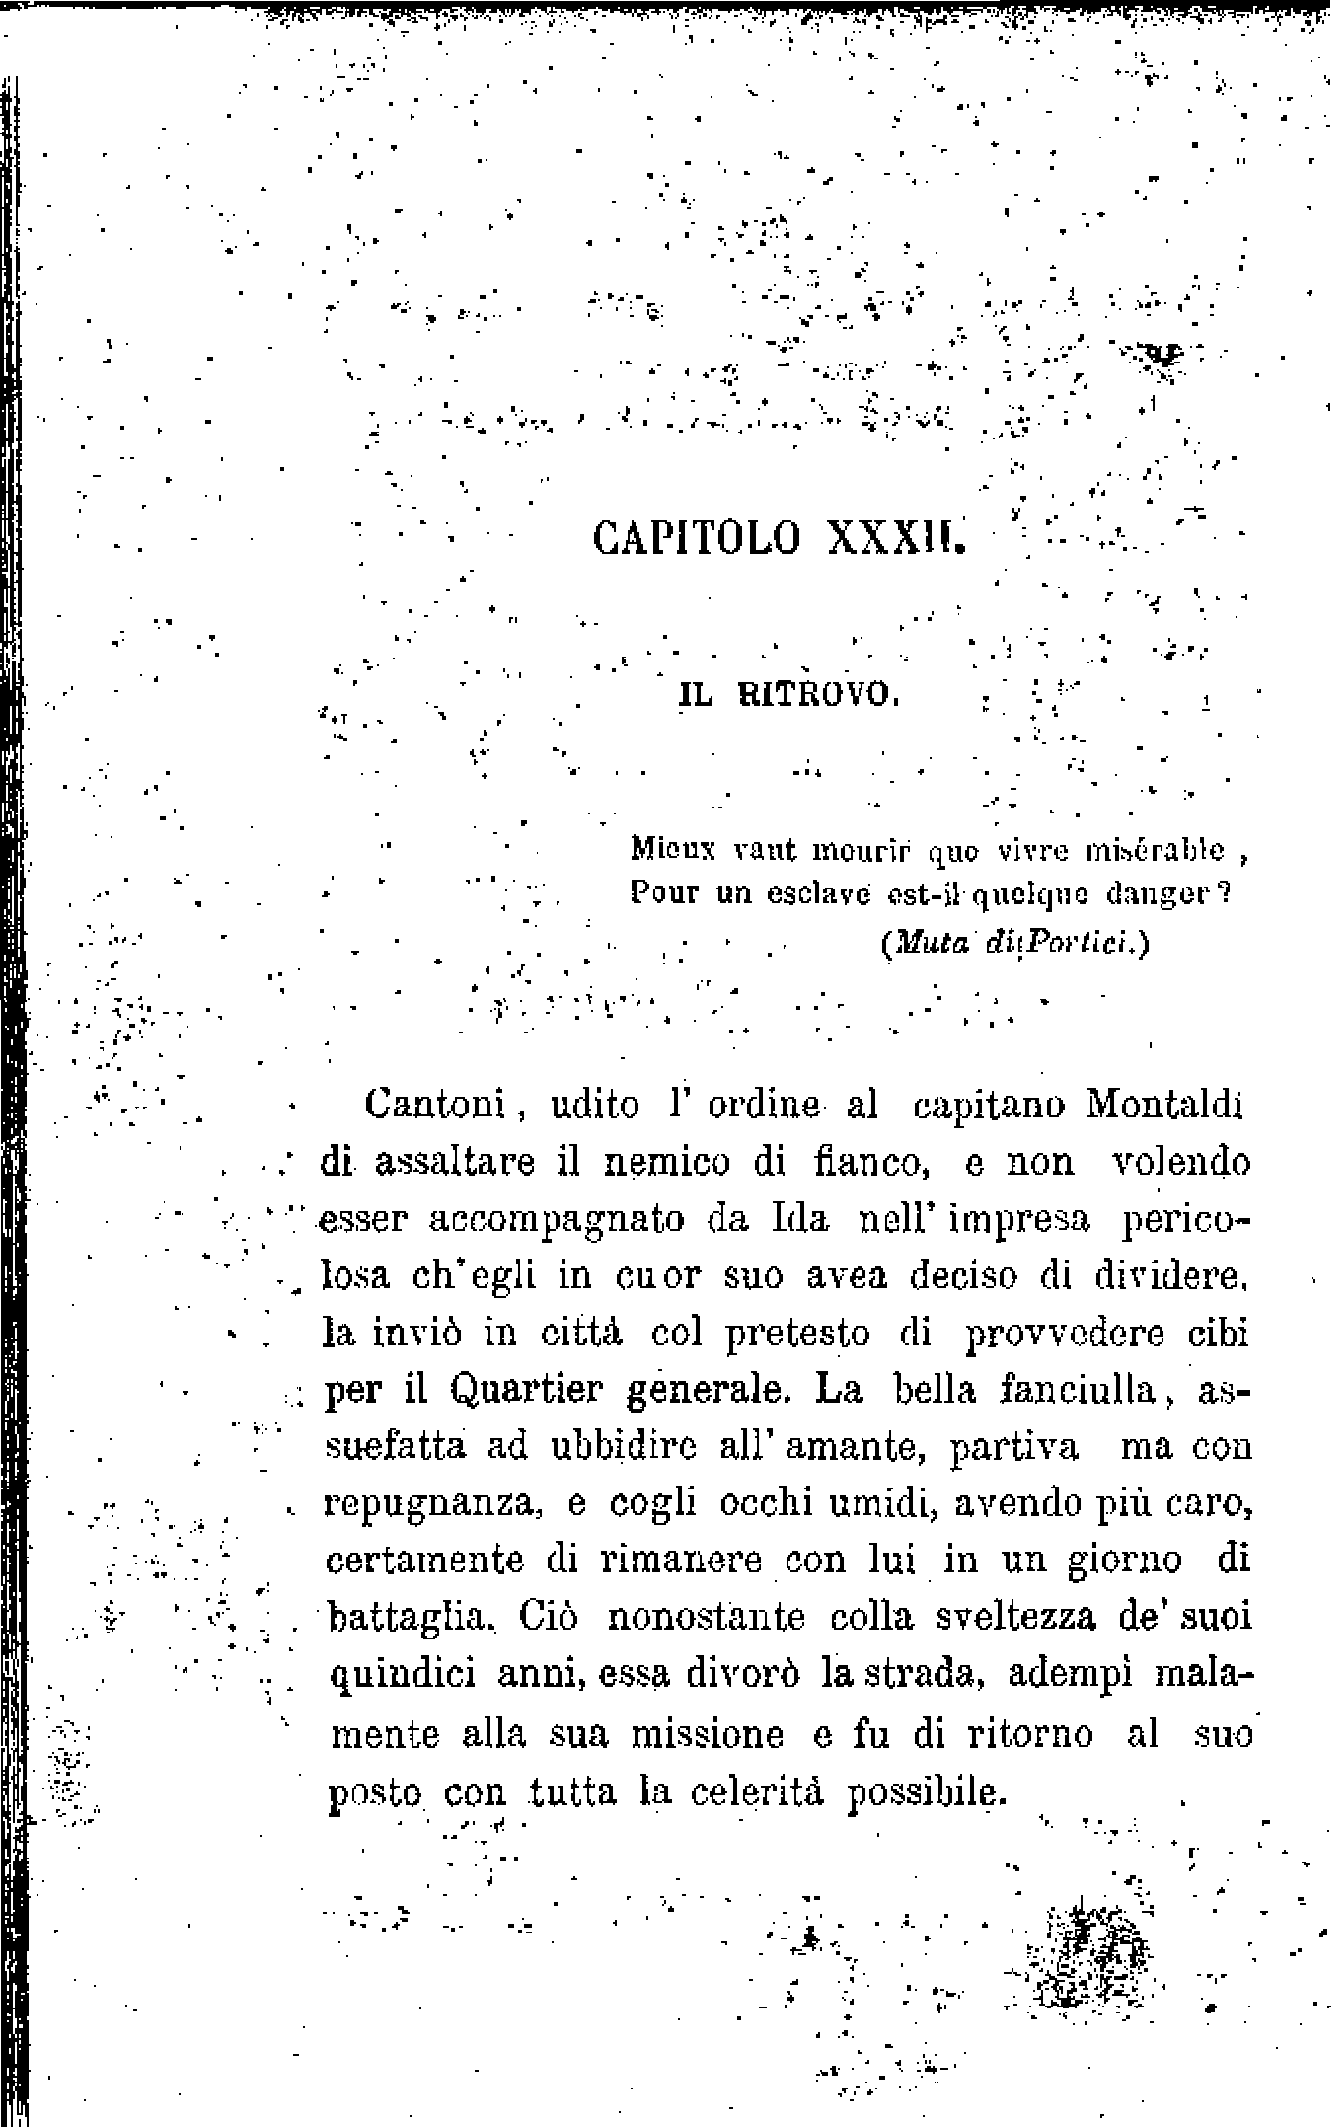 CAPITOLO XXXII.
IL RITROVO.
Mieux vaut mourir que vivre misérable,
Pour un esclave est-il quelque danger?
(Muta di Portici.)
Cantoni, udito l' ordine al capitano Montaldi
di assaltare il nemico di fianco, e non volendo
esser accompagnato da Ida nell' impresa perico-
losa ch'egli in cuor suo avea deciso di dividere,
la inviò in città col pretesto di provvedere cibi
per il Quartier generale. La bella fanciulla, as-
suefatta ad ubbidire all' amante, partiva ma con
repugnanza, e cogli occhi umidi, avendo più caro,
certamente di rimanere con lui in un giorno di
battaglia. Ciò nonostante colla sveltezza de' suoi
quindici anni, essa divorò la strada, adempì mala-
mente alla sua missione e fu di ritorno al suo
posto con tutta la celerità possibile.